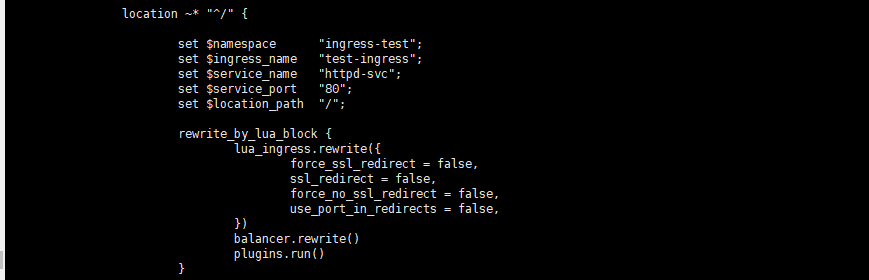 location ~* "^/" {
set $namespace "ingress-test";
set $ingress_name "test-ingress";
set $service_name "httpd-svc";
set $service_port "80";
set $location_path "/";
rewrite_by_lua_block {
lua_ingress.rewrite({
force_ssl_redirect = false,
ssl_redirect = false,
force_no_ssl_redirect = false,
use_port_in_redirects = false,
})
balancer.rewrite()
plugins.run()
}